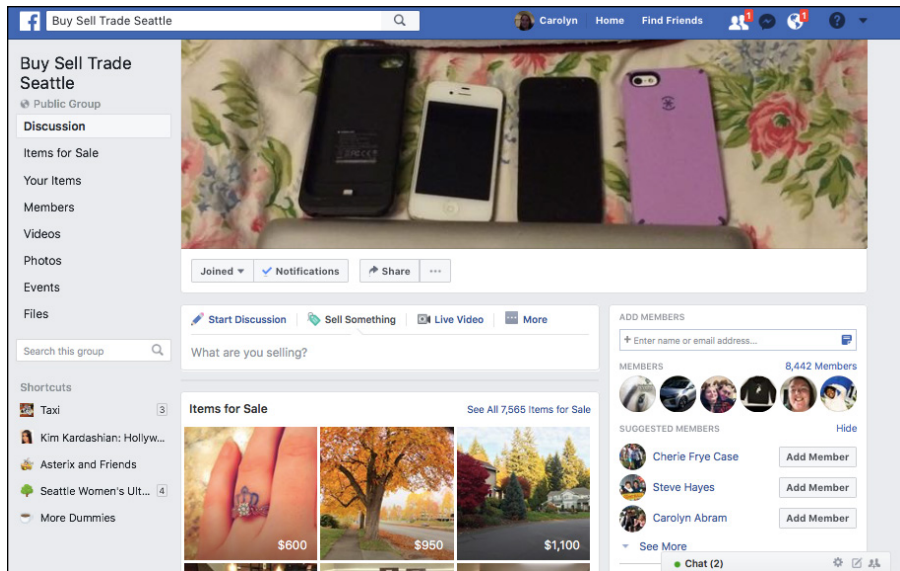 f
Buy Sell Trade Seattle
Carolyn
Home
Find Friends
1
1
?
Buy Sell Trade
Seattle
Public Group
Discussion
Items for Sale
Your Items
Members
Videos
Photos
Events
Files
Search this group
Shortcuts
Taxi
3
Kim Kardashian: Hollyw...
Asterix and Friends
Seattle Women's Ult...
4
More Dummies
Joined
Notifications
Share
Start Discussion
Sell Something
Live Video
More
What are you selling?
Items for Sale
See All 7,565 Items for Sale
$600
$950
$1,100
ADD MEMBERS
+ Enter name or email address...
MEMBERS
8,442 Members
SUGGESTED MEMBERS
Hide
Cherie Frye Case
Add Member
Steve Hayes
Add Member
Carolyn Abram
Add Member
See More
Chat (2)